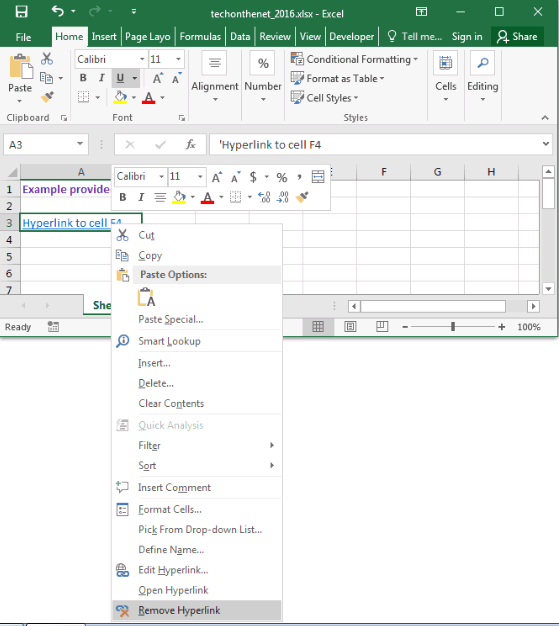 techonthenet_2016.xlsx - Excel
File Home Insert Page Layo Formulas Data Review View Developer Tell me... Sign in Share
Calibri 11
B I U A A
Paste Alignment Number % Conditional Formatting Format as Table Cell Styles Cells Editing
Clipboard Font Styles
A3 fx 'Hyperlink to cell F4
A F G H
Calibri 11 A A $ % ,
B I A .00 .0
1 Example provide
2
3 Hyperlink to cell F4
4
5
6
7
She
Ready 100%
Cut
Copy
Paste Options:
A
Paste Special...
Smart Lookup
Insert...
Delete...
Clear Contents
Quick Analysis
Filter
Sort
Insert Comment
Format Cells...
Pick From Drop-down List...
Define Name...
Edit Hyperlink...
Open Hyperlink
Remove Hyperlink